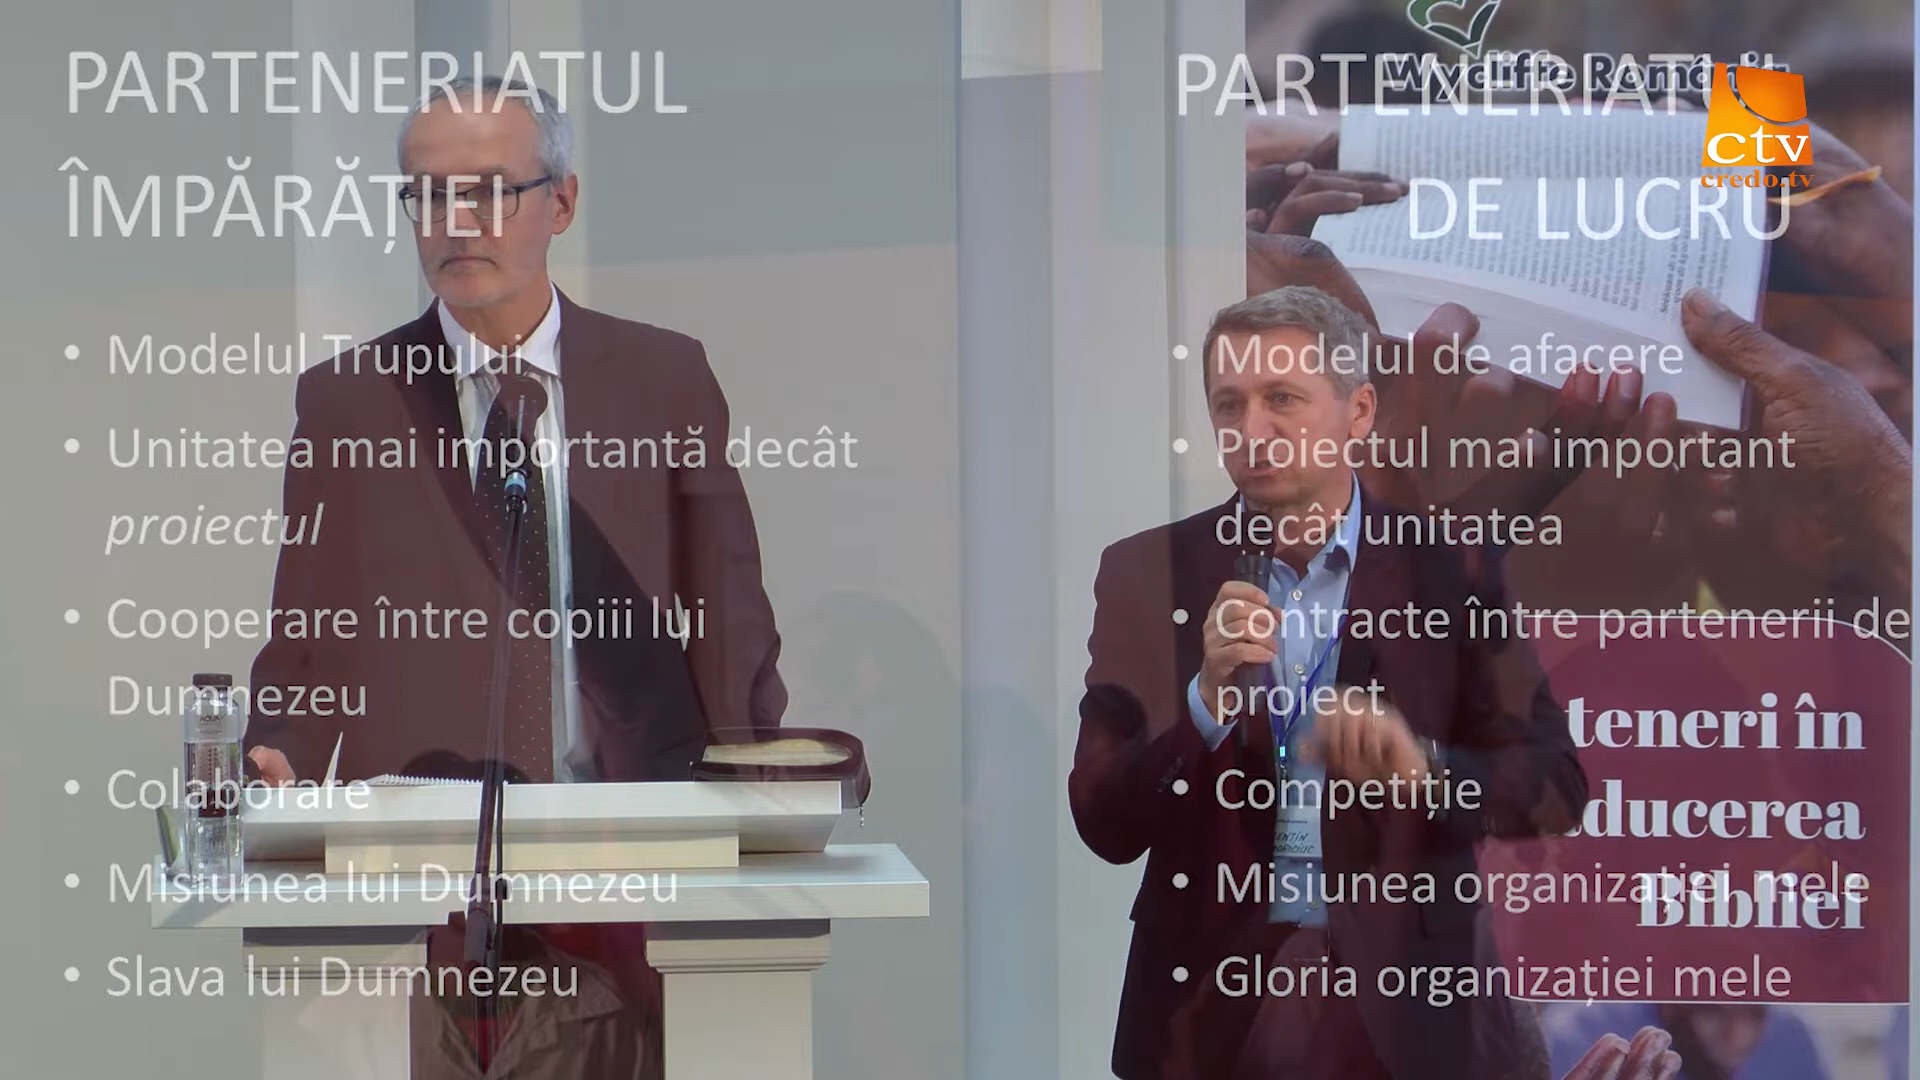 PARTENERIATUL
ÎMPĂRĂȚIEI
• Modelul Trupului
• Unitatea mai importantă decât
proiectul
• Cooperare între copiii lui
Dumnezeu
• Colaborare
• Misiunea lui Dumnezeu
• Slava lui Dumnezeu
PARTENERIATUL
DE LUCRU
• Modelul de afacere
• Proiectul mai important
decât unitatea
• Contracte între partenerii de
proiect
• Competiție
• Misiunea organizației mele
• Gloria organizației mele
Wycliffe România
ctv
credo.tv
teneri în
ducerea
Bibliei